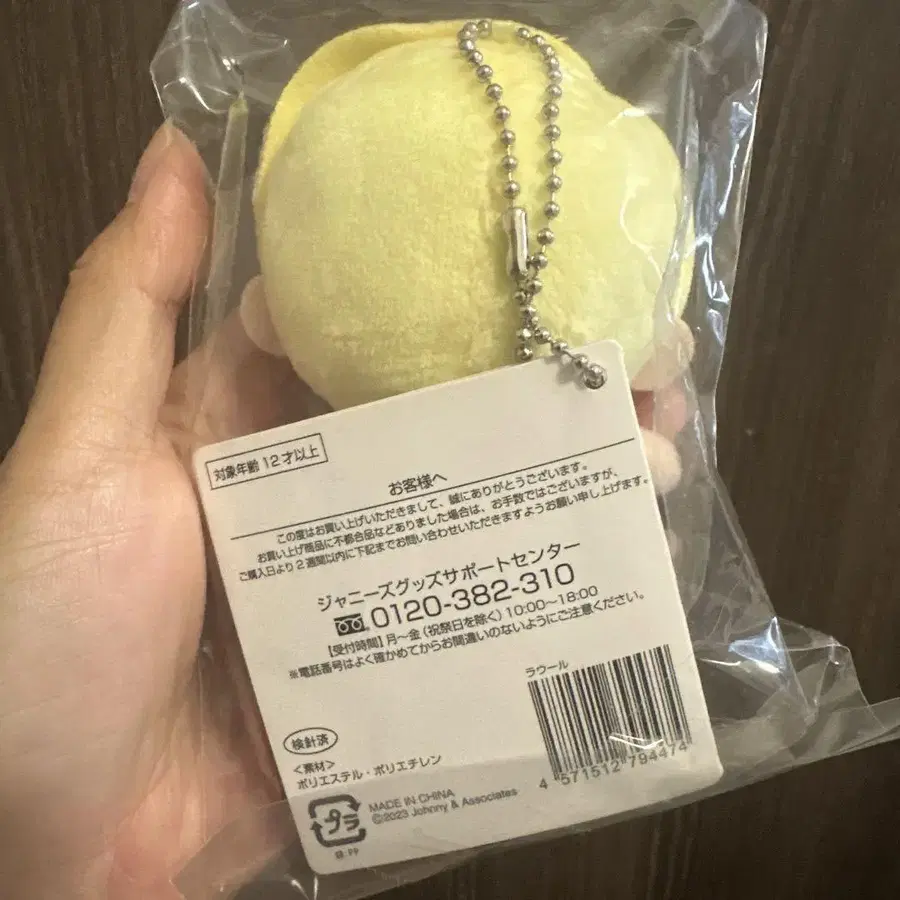 対象年齢12才以上
お客様へ
この度はお買い上げいただきまして、誠にありがとうございます。
お買い上げ商品に不都合品などありました場合は、お手数ではございますが、
ご購入日より2週間以内に下記までお問い合わせいただきますようお願い申し上げます。
ジャニーズグッズサポートセンター
0120-382-310
【受付時間】月〜金(祝祭日を除く)10:00〜18:00
※電話番号はよく確かめてからお間違いのないようにご注意ください。
ラウール
4 571512 794474
検針済
<素材>
ポリエステル・ポリエチレン
プラ
袋:PP
MADE IN CHINA
©2023 Johnny & Associates